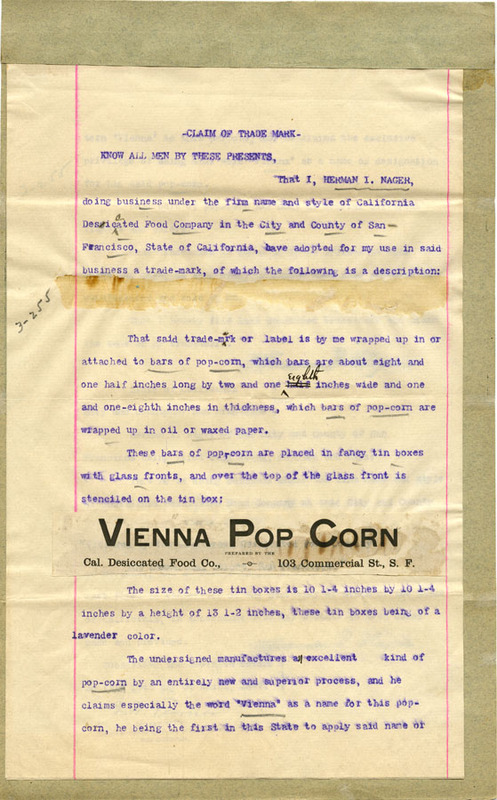 -CLAIM OF TRADE MARK-
KNOW ALL MEN BY THESE PRESENTS,
That I, HERMAN I. NAGER,
doing business under the firm name and style of California
Desicated Food Company in the City and County of San-
Francisco, State of California, have adopted for my use in said
business a trade-mark, of which the following is a description:
3-255
That said trade-mrk or label is by me wrapped up in or
attached to bars of pop-corn, which bars are about eight and
eighth
one half inches long by two and one inches wide and one
and one-eighth inches in thickness, which bars of pop-corn are
wrapped up in oil or waxed paper.
These bars of pop-corn are placed in fancy tin boxes
with glass fronts, and over the top of the glass front is
stenciled on the tin box:
VIENNA POP CORN
PREPARED BY THE
Cal. Desiccated Food Co., 103 Commercial St., S. F.
The size of these tin boxes is 10 1-4 inches by 10 1-4
inches by a height of 13 1-2 inches, these tin boxes being of a
lavender color.
The undersigned manufactures a excellent kind of
pop-corn by an entirely new and superior process, and he
claims especially the word "Vienna" as a name for this pop-
corn, he being the first in this State to apply said name or